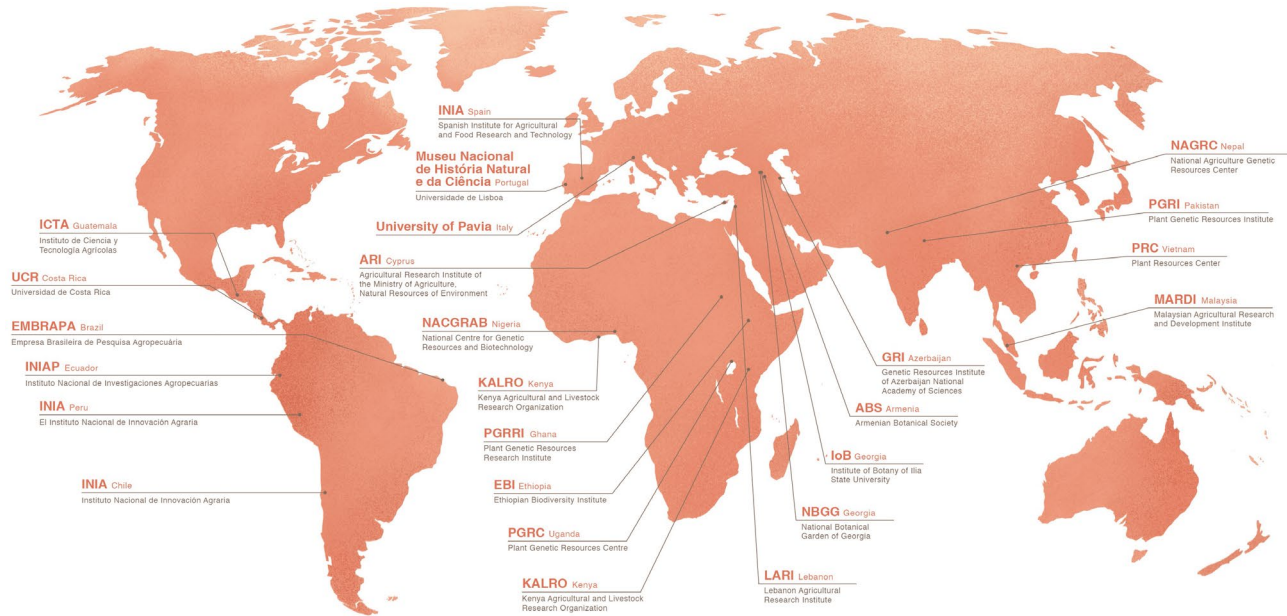 INIA Spain
Spanish Institute for Agricultural
and Food Research and Technology
Museu Nacional
de História Natural
e da Ciência Portugal
Universidade de Lisboa
University of Pavia Italy
ICTA Guatemala
Instituto de Ciencia y
Tecnología Agrícolas
UCR Costa Rica
Universidad de Costa Rica
EMBRAPA Brazil
Empresa Brasileira de Pesquisa Agropecuária
INIAP Ecuador
Instituto Nacional de Investigaciones Agropecuarias
INIA Peru
El Instituto Nacional de Innovación Agraria
INIA Chile
Instituto Nacional de Innovación Agraria
ARI Cyprus
Agricultural Research Institute of
the Ministry of Agriculture,
Natural Resources of Environment
NACGRAB Nigeria
National Centre for Genetic
Resources and Biotechnology
KALRO Kenya
Kenya Agricultural and Livestock
Research Organization
PGRRI Ghana
Plant Genetic Resources
Research Institute
EBI Ethiopia
Ethiopian Biodiversity Institute
PGRC Uganda
Plant Genetic Resources Centre
KALRO Kenya
Kenya Agricultural and Livestock
Research Organization
NAGRC Nepal
National Agriculture Genetic
Resources Center
PGRI Pakistan
Plant Genetic Resources Institute
PRC Vietnam
Plant Resources Center
MARDI Malaysia
Malaysian Agricultural Research
and Development Institute
GRI Azerbaijan
Genetic Resources Institute
of Azerbaijan National
Academy of Sciences
ABS Armenia
Armenian Botanical Society
IoB Georgia
Institute of Botany of Ilia
State University
NBGG Georgia
National Botanical
Garden of Georgia
LARI Lebanon
Lebanon Agricultural
Research Institute